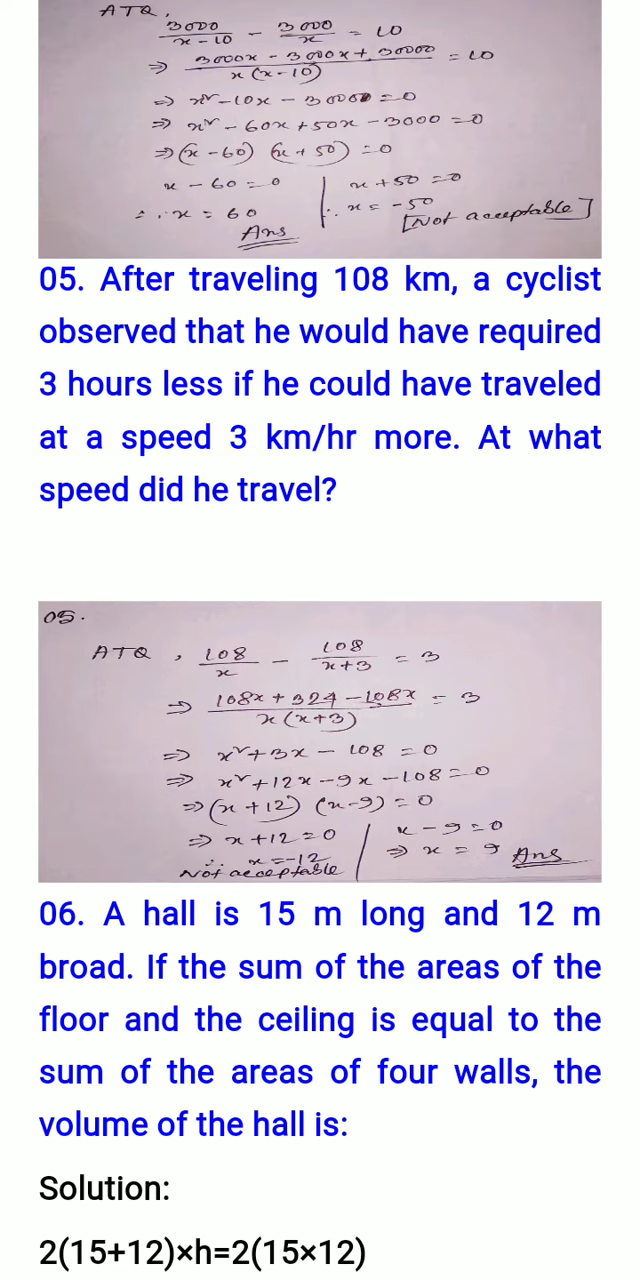 ATQ,
3000/x-10 - 3000/x = 10
⇒ 3000x - 3000x + 30000/x(x-10) = 10
⇒ x² - 10x - 3000 = 0
⇒ x² - 60x + 50x - 3000 = 0
⇒ (x - 60) (x + 50) = 0
x - 60 = 0 | x + 50 = 0
∴ x = 60 | ∴ x = -50
Ans [Not acceptable]
05. After traveling 108 km, a cyclist
observed that he would have required
3 hours less if he could have traveled
at a speed 3 km/hr more. At what
speed did he travel?
05.
ATQ, 108/x - 108/x+3 = 3
⇒ 108x + 324 - 108x/x(x+3) = 3
⇒ x² + 3x - 108 = 0
⇒ x² + 12x - 9x - 108 = 0
⇒ (x + 12) (x - 9) = 0
⇒ x + 12 = 0 | x - 9 = 0
∴ x = -12 | ⇒ x = 9 Ans
Not acceptable
06. A hall is 15 m long and 12 m
broad. If the sum of the areas of the
floor and the ceiling is equal to the
sum of the areas of four walls, the
volume of the hall is:
Solution:
2(15+12)×h=2(15×12)